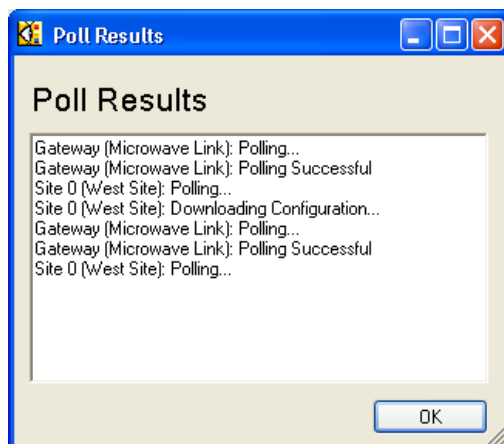 Poll Results
Poll Results
Gateway (Microwave Link): Polling...
Gateway (Microwave Link): Polling Successful
Site 0 (West Site): Polling...
Site 0 (West Site): Downloading Configuration...
Gateway (Microwave Link): Polling...
Gateway (Microwave Link): Polling Successful
Site 0 (West Site): Polling...
OK